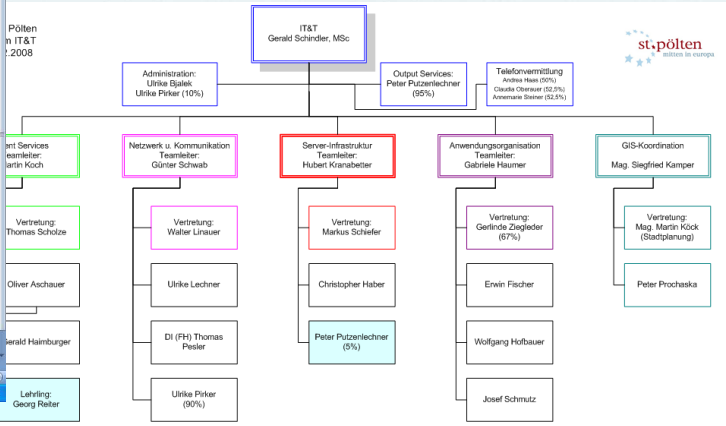 Pölten
IT&T
2.2008
IT&T
Gerald Schindler, MSc
st.pölten
mitten in europa
Administration:
Ulrike Bjalek
Ulrike Pirker (10%)
Output Services:
Peter Putzenlechner
(95%)
Telefonvermittlung
Andrea Haas (50%)
Claudia Oberauer (52,5%)
Annemarie Steiner (52,5%)
ent Services
eamleiter:
artin Koch
Netzwerk u. Kommunikation
Teamleiter:
Günter Schwab
Server-Infrastruktur
Teamleiter:
Hubert Kranabetter
Anwendungsorganisation
Teamleiter:
Gabriele Haumer
GIS-Koordination
Mag. Siegfried Kamper
Vertretung:
Thomas Scholze
Vertretung:
Walter Linauer
Vertretung:
Markus Schiefer
Vertretung:
Gerlinde Ziegleder
(67%)
Vertretung:
Mag. Martin Köck
(Stadtplanung)
Oliver Aschauer
Ulrike Lechner
Christopher Haber
Erwin Fischer
Peter Prochaska
Gerald Haimburger
DI (FH) Thomas
Pesler
Peter Putzenlechner
(5%)
Wolfgang Hofbauer
Lehrling:
Georg Reiter
Ulrike Pirker
(90%)
Josef Schmutz